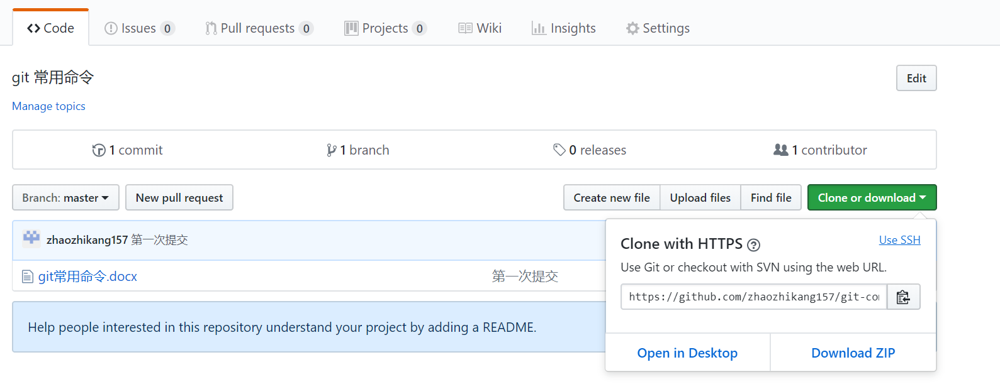 Code Issues 0 Pull requests 0 Projects 0 Wiki Insights Settings
git 常用命令 Edit
Manage topics
1 commit 1 branch 0 releases 1 contributor
Branch: master New pull request Create new file Upload files Find file Clone or download
zhaozhikang157 第一次提交
Clone with HTTPS Use SSH
Use Git or checkout with SVN using the web URL.
git常用命令.docx 第一次提交
https://github.com/zhaozhikang157/git-co
Help people interested in this repository understand your project by adding a README.
Open in Desktop Download ZIP